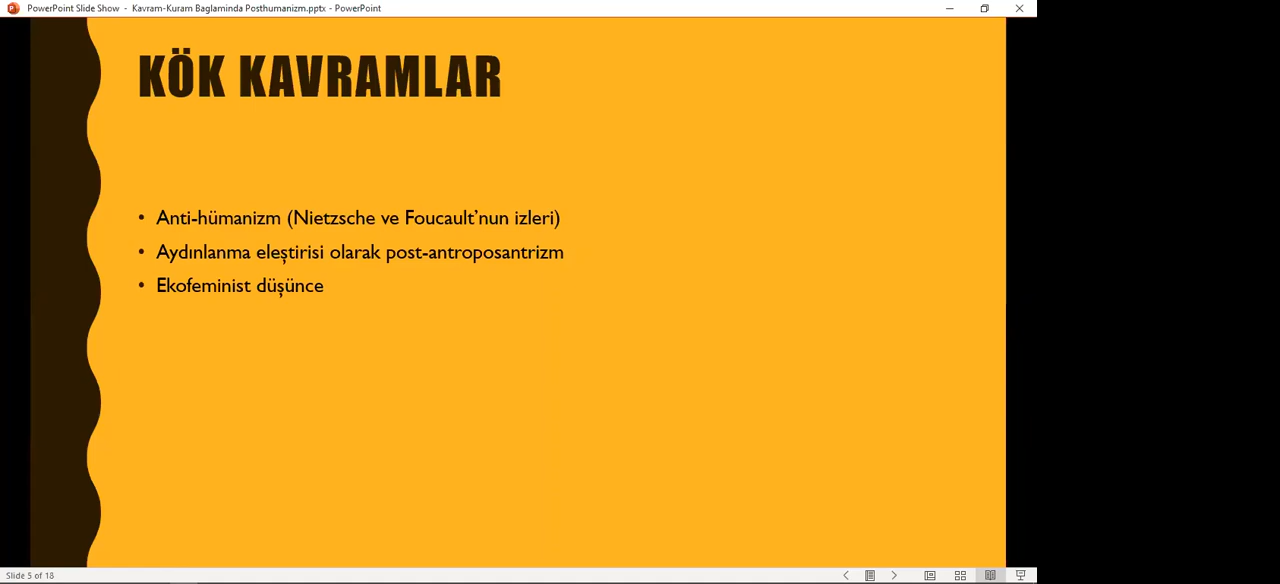 PowerPoint Slide Show - Kavram-Kuram Baglaminda Posthumanizm.pptx - PowerPoint
KÖK KAVRAMLAR
• Anti-hümanizm (Nietzsche ve Foucault’nun izleri)
• Aydınlanma eleştirisi olarak post-antroposantrizm
• Ekofeminist düşünce
Slide 5 of 18